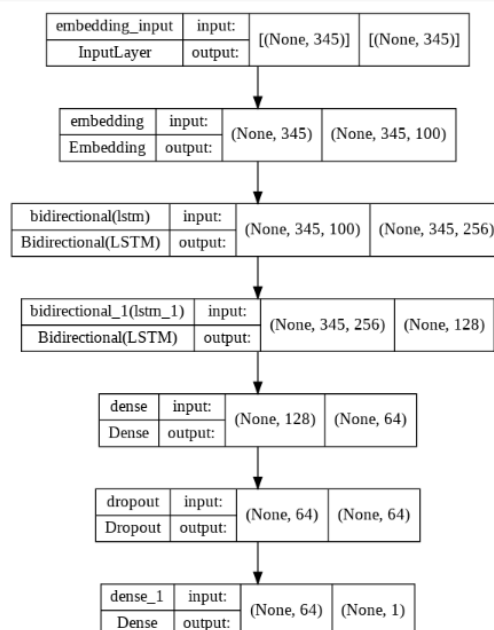 embedding_input input: [(None, 345)] [(None, 345)]
InputLayer output:
embedding input: (None, 345) (None, 345, 100)
Embedding output:
bidirectional(lstm) input: (None, 345, 100) (None, 345, 256)
Bidirectional(LSTM) output:
bidirectional_1(lstm_1) input: (None, 345, 256) (None, 128)
Bidirectional(LSTM) output:
dense input: (None, 128) (None, 64)
Dense output:
dropout input: (None, 64) (None, 64)
Dropout output:
dense_1 input: (None, 64) (None, 1)
Dense output: